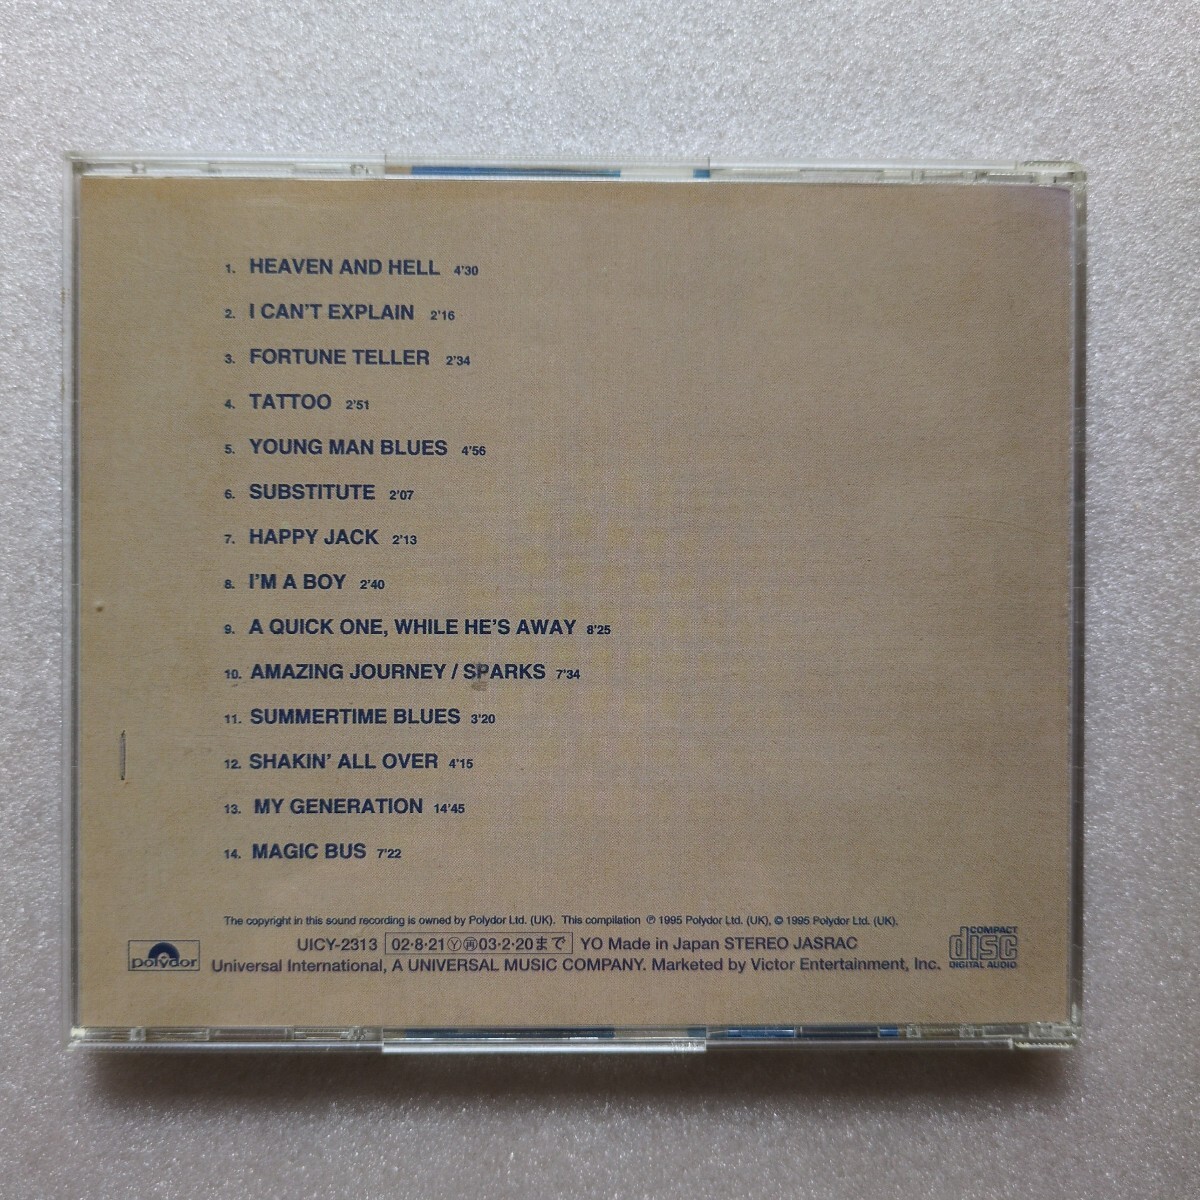 1. HEAVEN AND HELL 4'30
2. I CAN'T EXPLAIN 2'16
3. FORTUNE TELLER 2'34
4. TATTOO 2'51
5. YOUNG MAN BLUES 4'56
6. SUBSTITUTE 2'07
7. HAPPY JACK 2'13
8. I'M A BOY 2'40
9. A QUICK ONE, WHILE HE'S AWAY 8'25
10. AMAZING JOURNEY / SPARKS 7'34
11. SUMMERTIME BLUES 3'20
12. SHAKIN' ALL OVER 4'15
13. MY GENERATION 14'45
14. MAGIC BUS 7'22
The copyright in this sound recording is owned by Polydor Ltd. (UK). This compilation ℗ 1995 Polydor Ltd. (UK), © 1995 Polydor Ltd. (UK).
UICY-2313 02・8・21Ⓨ㊢03・2・20まで YO Made in Japan STEREO JASRAC
Universal International, A UNIVERSAL MUSIC COMPANY. Marketed by Victor Entertainment, Inc.
polydor
COMPACT
disc
DIGITAL AUDIO